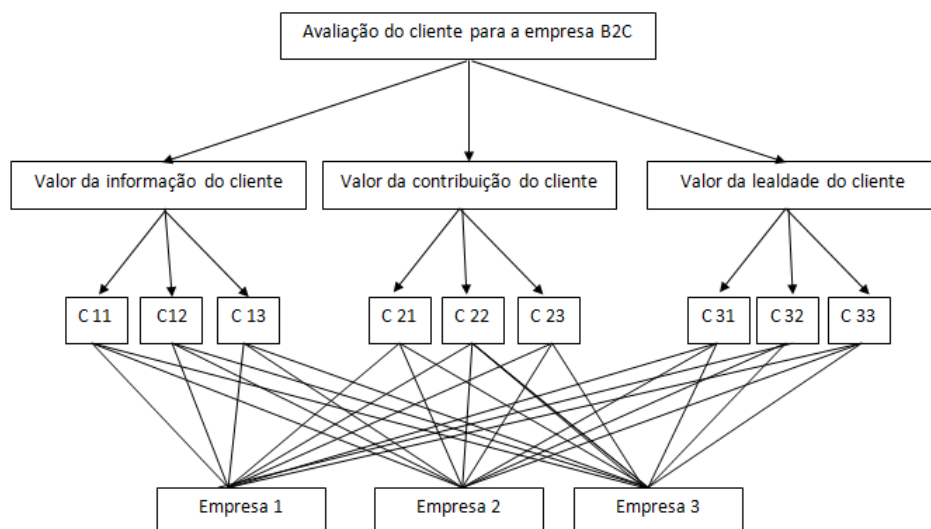 Avaliação do cliente para a empresa B2C
Valor da informação do cliente
Valor da contribuição do cliente
Valor da lealdade do cliente
C 11
C12
C 13
C 21
C 22
C 23
C 31
C 32
C 33
Empresa 1
Empresa 2
Empresa 3